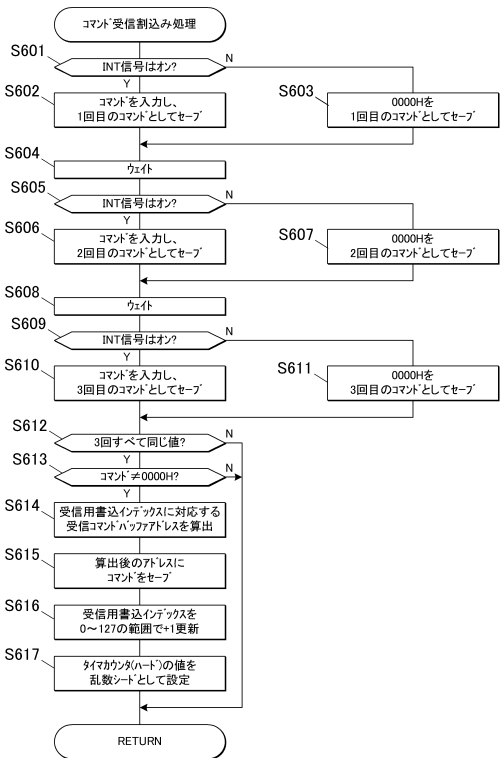 コマンド受信割込み処理
S601
INT信号はオン?
N
Y
S602
コマンドを入力し、
1回目のコマンドとしてセーブ
S603
0000Hを
1回目のコマンドとしてセーブ
S604
ウェイト
S605
INT信号はオン?
N
Y
S606
コマンドを入力し、
2回目のコマンドとしてセーブ
S607
0000Hを
2回目のコマンドとしてセーブ
S608
ウェイト
S609
INT信号はオン?
N
Y
S610
コマンドを入力し、
3回目のコマンドとしてセーブ
S611
0000Hを
3回目のコマンドとしてセーブ
S612
3回すべて同じ値?
N
Y
S613
コマンド≠0000H?
N
Y
S614
受信用書込インデックスに対応する
受信コマンドバッファアドレスを算出
S615
算出後のアドレスに
コマンドをセーブ
S616
受信用書込インデックスを
0～127の範囲で+1更新
S617
タイマカウンタ(ハード)の値を
乱数シードとして設定
RETURN